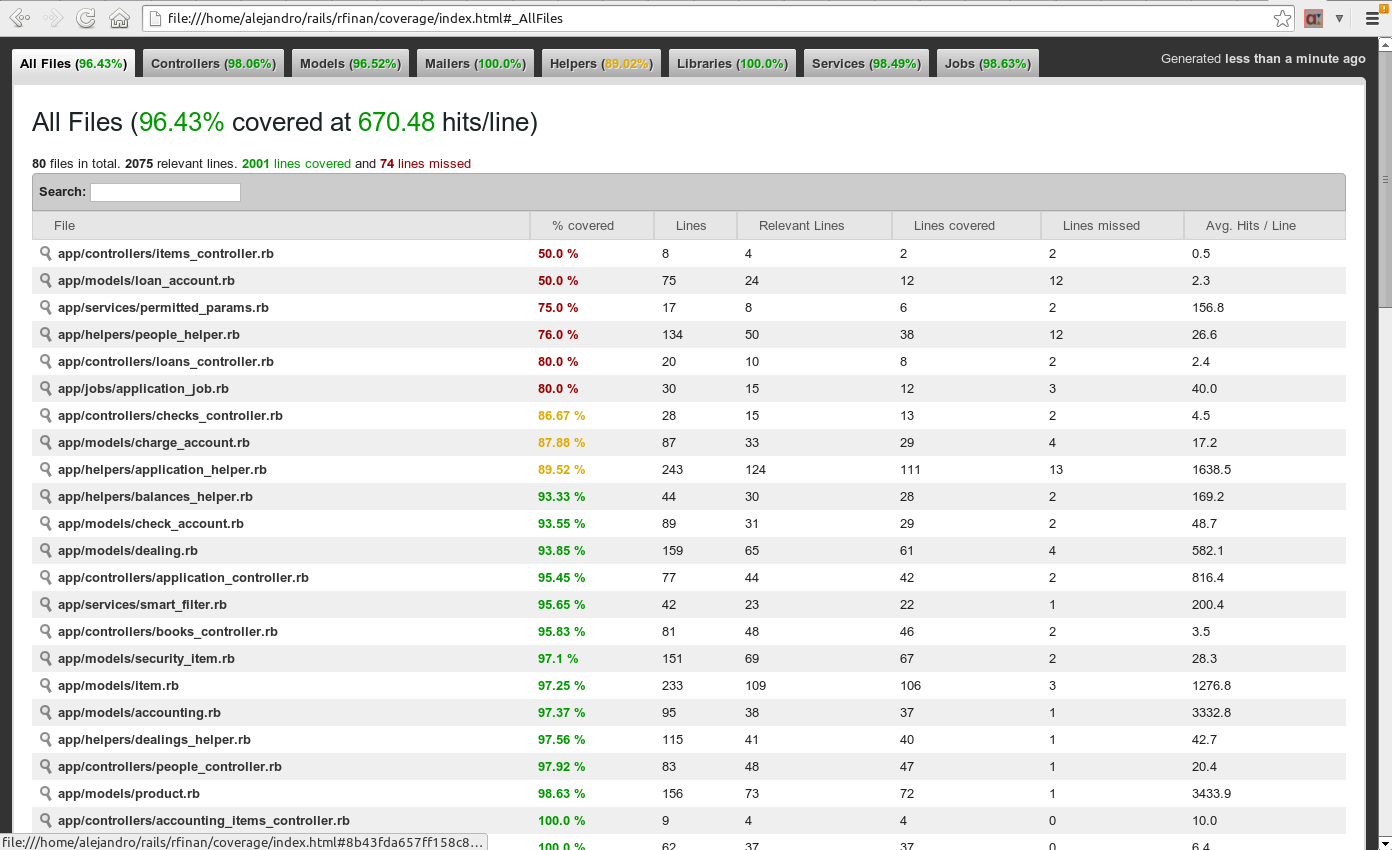 file:///home/alejandro/rails/rfinan/coverage/index.html#_AllFiles
All Files (96.43%) Controllers (98.06%) Models (96.52%) Mailers (100.0%) Helpers (89.02%) Libraries (100.0%) Services (98.49%) Jobs (98.63%) Generated less than a minute ago
All Files (96.43% covered at 670.48 hits/line)
80 files in total. 2075 relevant lines. 2001 lines covered and 74 lines missed
Search:
File % covered Lines Relevant Lines Lines covered Lines missed Avg. Hits / Line
app/controllers/items_controller.rb 50.0 % 8 4 2 2 0.5
app/models/loan_account.rb 50.0 % 75 24 12 12 2.3
app/services/permitted_params.rb 75.0 % 17 8 6 2 156.8
app/helpers/people_helper.rb 76.0 % 134 50 38 12 26.6
app/controllers/loans_controller.rb 80.0 % 20 10 8 2 2.4
app/jobs/application_job.rb 80.0 % 30 15 12 3 40.0
app/controllers/checks_controller.rb 86.67 % 28 15 13 2 4.5
app/models/charge_account.rb 87.88 % 87 33 29 4 17.2
app/helpers/application_helper.rb 89.52 % 243 124 111 13 1638.5
app/helpers/balances_helper.rb 93.33 % 44 30 28 2 169.2
app/models/check_account.rb 93.55 % 89 31 29 2 48.7
app/models/dealing.rb 93.85 % 159 65 61 4 582.1
app/controllers/application_controller.rb 95.45 % 77 44 42 2 816.4
app/services/smart_filter.rb 95.65 % 42 23 22 1 200.4
app/controllers/books_controller.rb 95.83 % 81 48 46 2 3.5
app/models/security_item.rb 97.1 % 151 69 67 2 28.3
app/models/item.rb 97.25 % 233 109 106 3 1276.8
app/models/accounting.rb 97.37 % 95 38 37 1 3332.8
app/helpers/dealings_helper.rb 97.56 % 115 41 40 1 42.7
app/controllers/people_controller.rb 97.92 % 83 48 47 1 20.4
app/models/product.rb 98.63 % 156 73 72 1 3433.9
app/controllers/accounting_items_controller.rb 100.0 % 9 4 4 0 10.0
100.0 % 62 37 37 0 6.4
file:///home/alejandro/rails/rfinan/coverage/index.html#8b43fda657ff158c8...